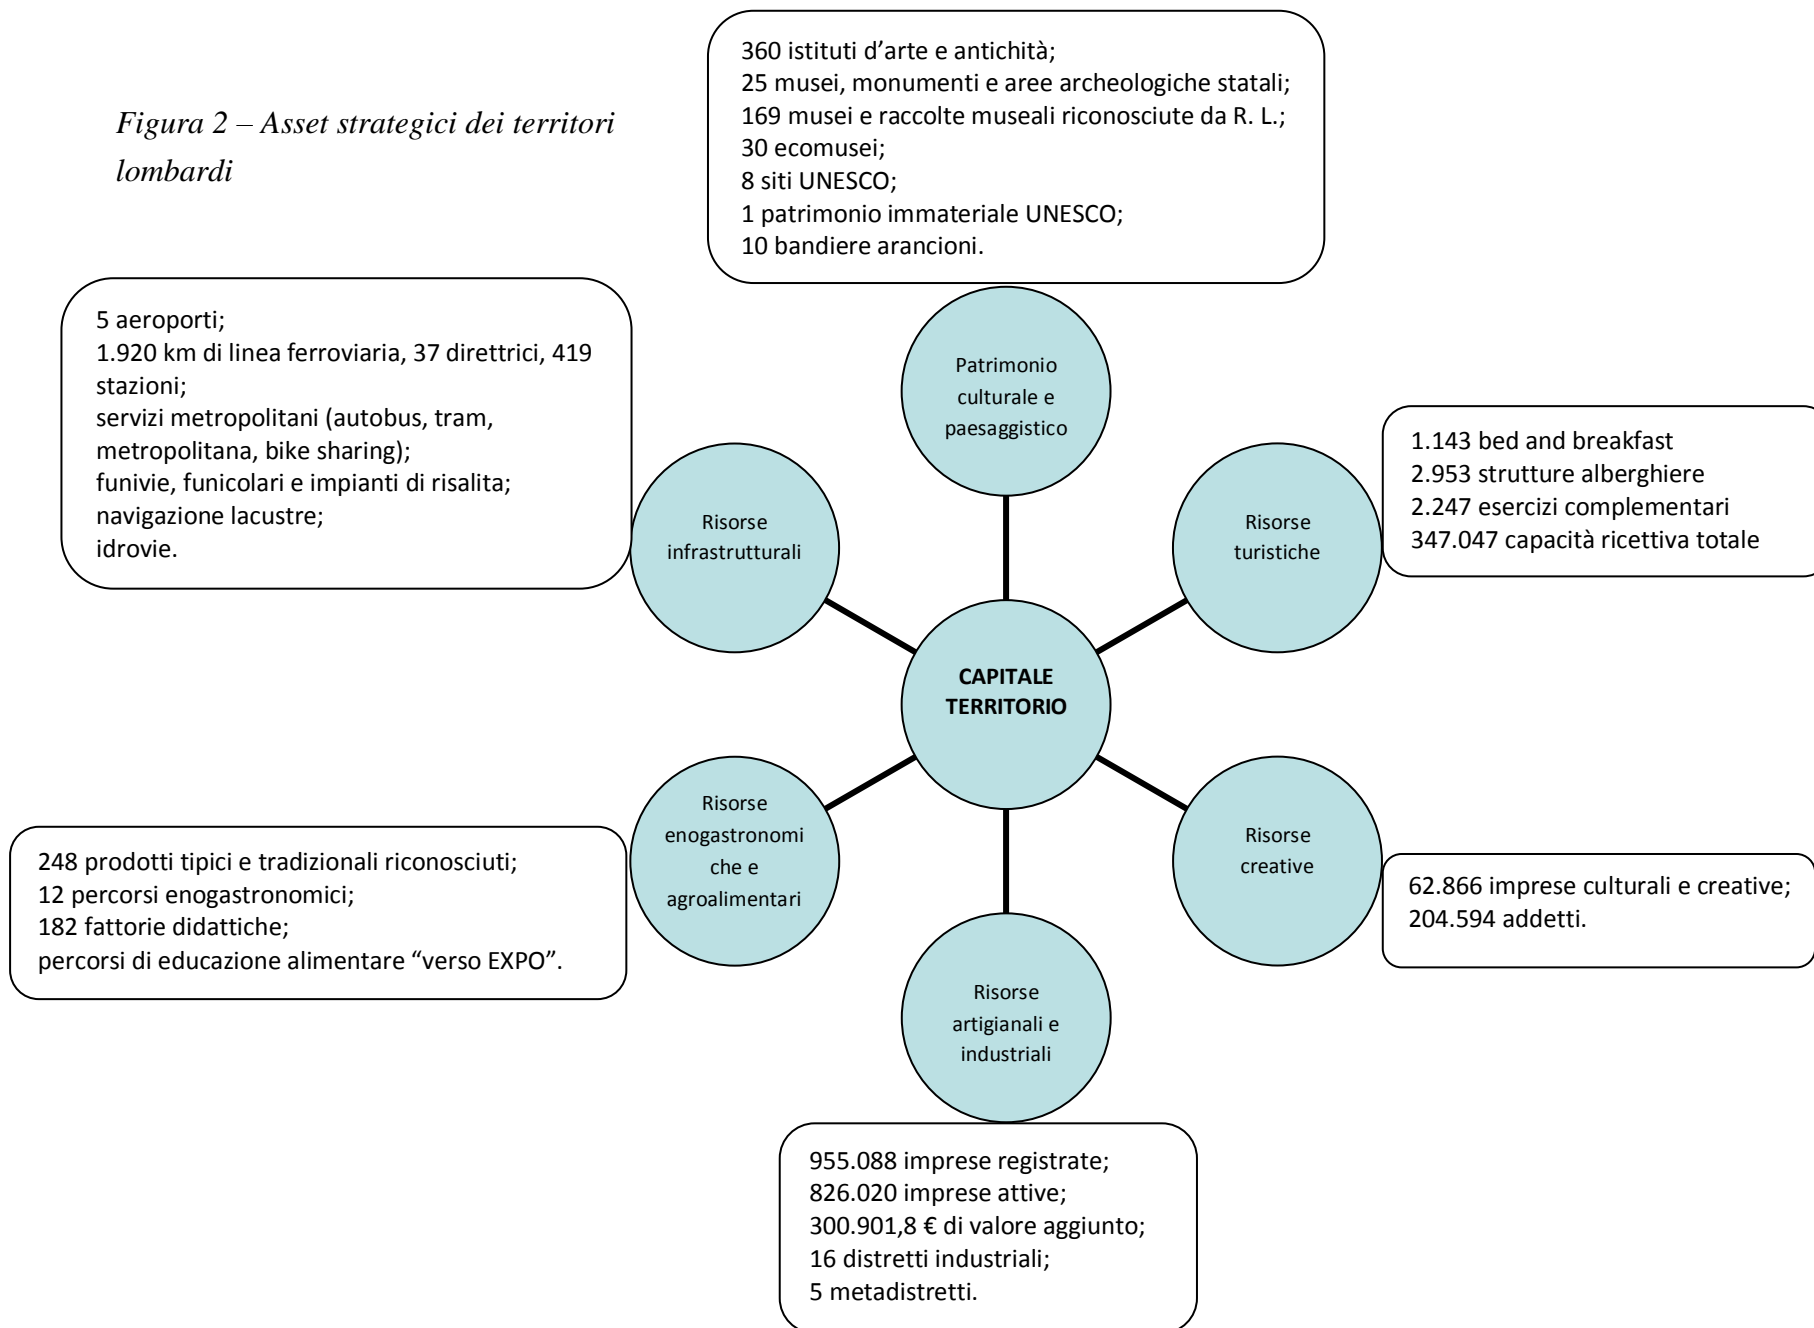 Figura 2 – Asset strategici dei territori
lombardi
360 istituti d’arte e antichità;
25 musei, monumenti e aree archeologiche statali;
169 musei e raccolte museali riconosciute da R. L.;
30 ecomusei;
8 siti UNESCO;
1 patrimonio immateriale UNESCO;
10 bandiere arancioni.
5 aeroporti;
1.920 km di linea ferroviaria, 37 direttrici, 419
stazioni;
servizi metropolitani (autobus, tram,
metropolitana, bike sharing);
funivie, funicolari e impianti di risalita;
navigazione lacustre;
idrovie.
Patrimonio
culturale e
paesaggistico
1.143 bed and breakfast
2.953 strutture alberghiere
2.247 esercizi complementari
347.047 capacità ricettiva totale
Risorse
infrastrutturali
Risorse
turistiche
CAPITALE
TERRITORIO
Risorse
enogastronomi
che e
agroalimentari
Risorse
creative
248 prodotti tipici e tradizionali riconosciuti;
12 percorsi enogastronomici;
182 fattorie didattiche;
percorsi di educazione alimentare “verso EXPO”.
62.866 imprese culturali e creative;
204.594 addetti.
Risorse
artigianali e
industriali
955.088 imprese registrate;
826.020 imprese attive;
300.901,8 € di valore aggiunto;
16 distretti industriali;
5 metadistretti.